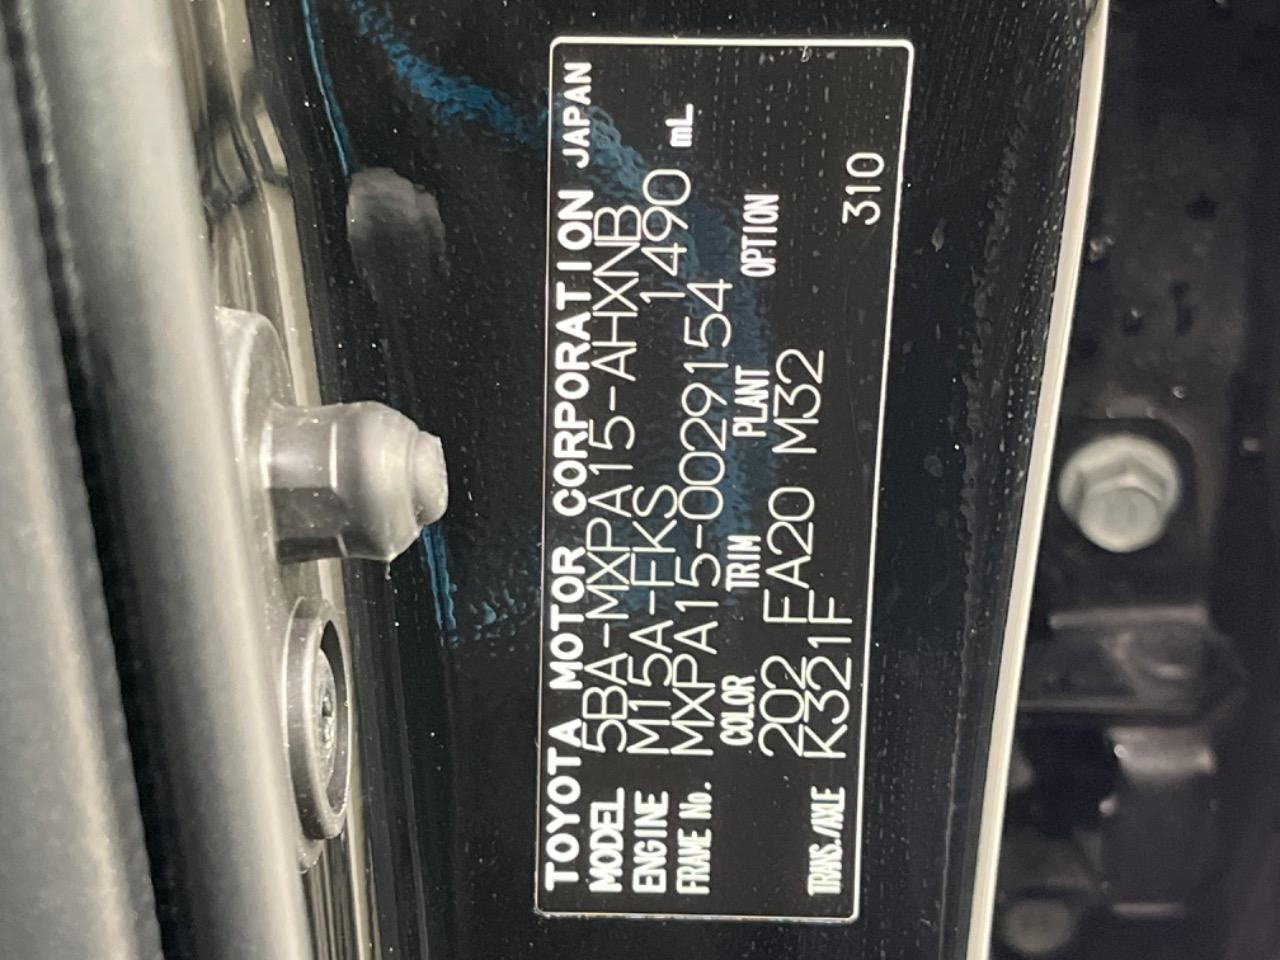 TOYOTA MOTOR CORPORATION JAPAN
MODEL 5BA-MXPA15-AHXNB
ENGINE M15A-FKS 1490 mL
FRAME No. MXPA15-0029154
COLOR TRIM PLANT OPTION
202 EA20 M32
TRANS./AXLE K321F 310